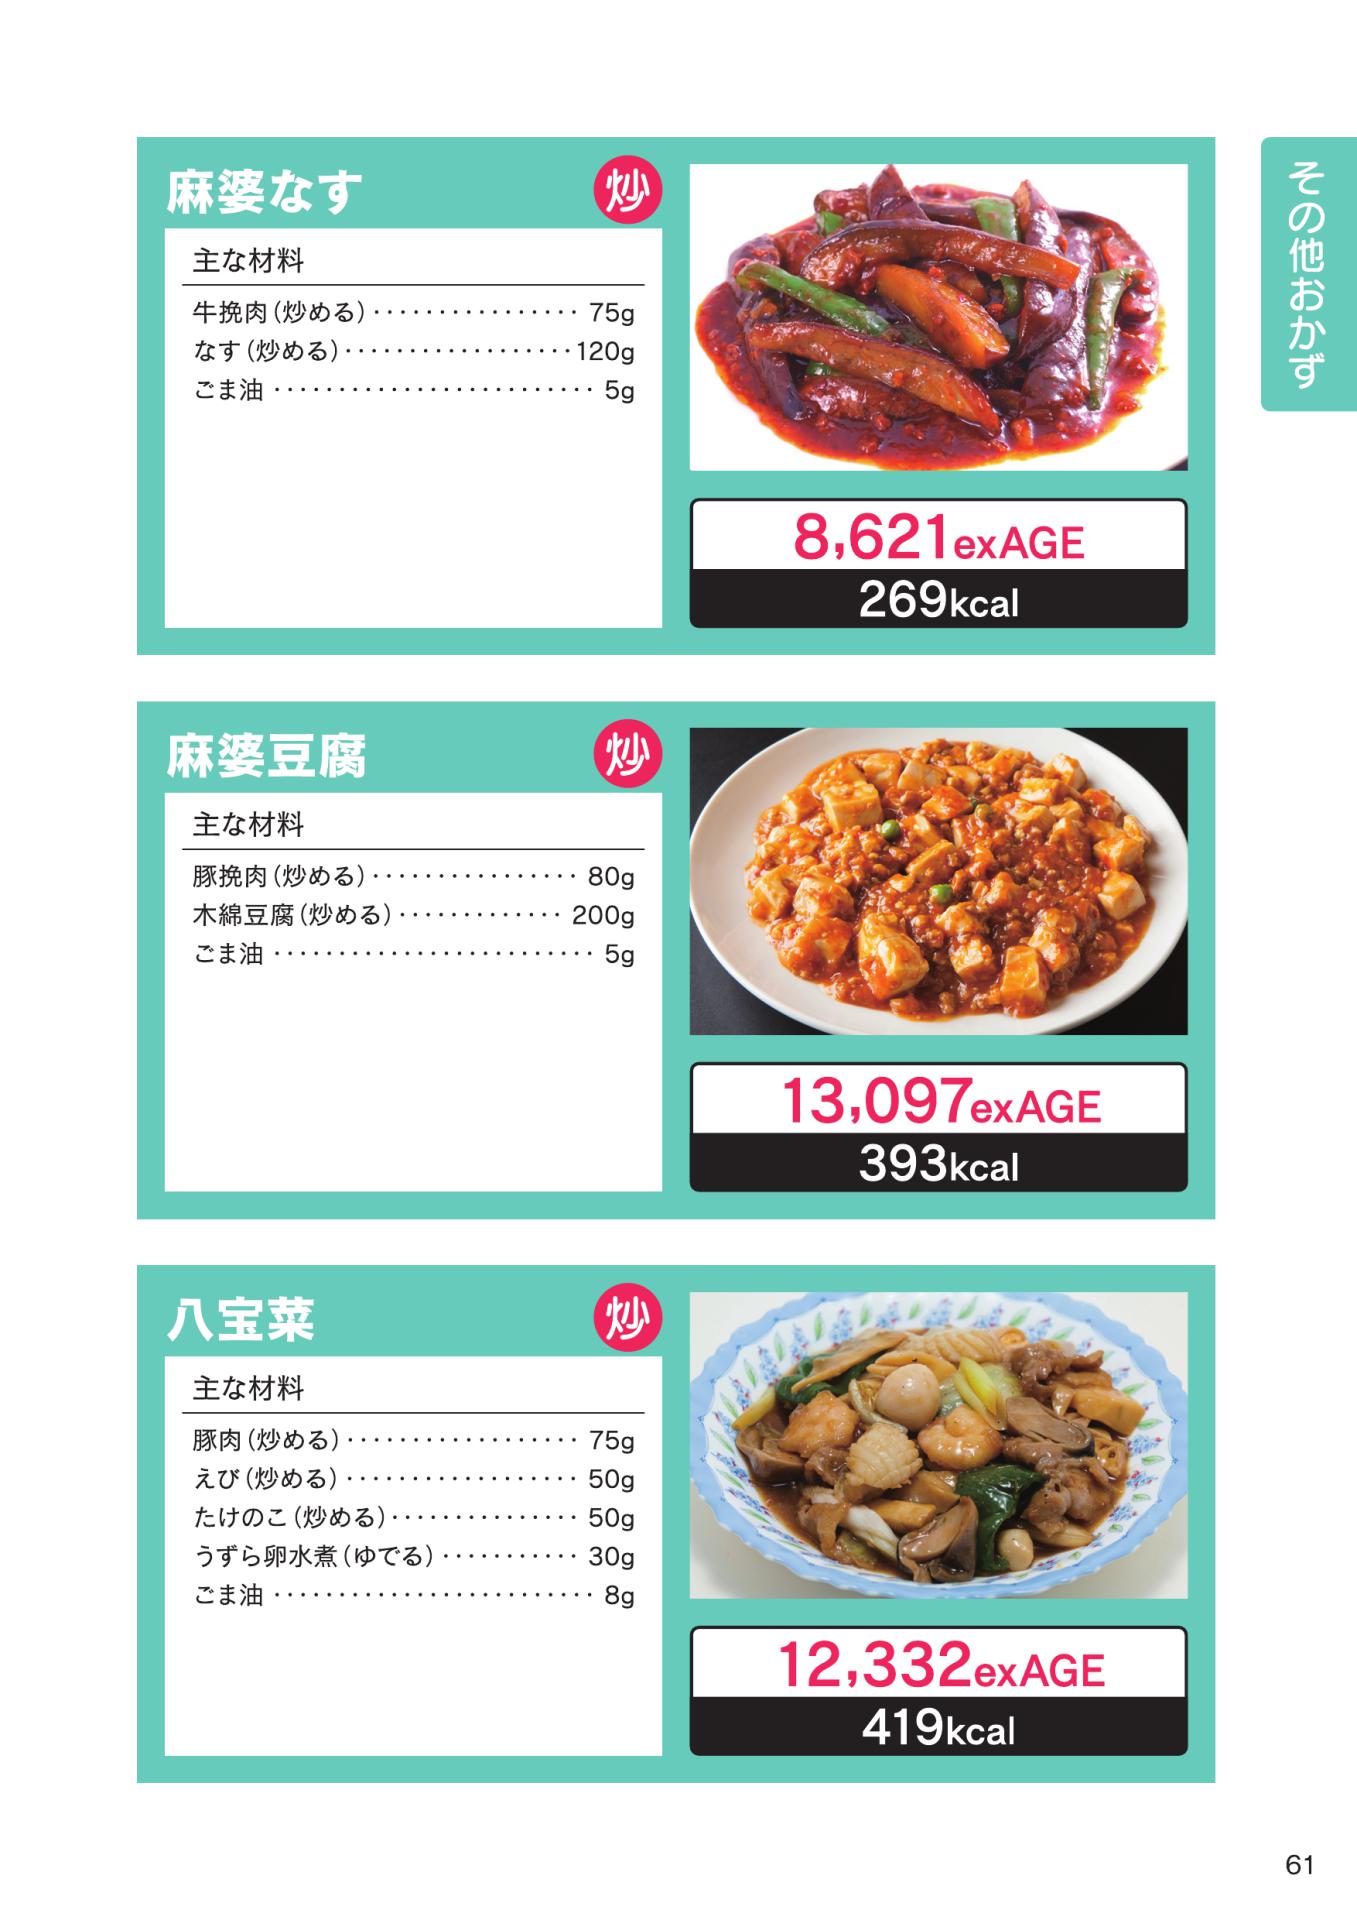 その他おかず
麻婆なす 炒
主な材料
牛挽肉（炒める）················ 75g
なす（炒める）··················120g
ごま油 ························· 5g
8,621exAGE
269kcal
麻婆豆腐 炒
主な材料
豚挽肉（炒める）················ 80g
木綿豆腐（炒める）············· 200g
ごま油 ························· 5g
13,097exAGE
393kcal
八宝菜 炒
主な材料
豚肉（炒める）·················· 75g
えび（炒める）·················· 50g
たけのこ（炒める）··············· 50g
うずら卵水煮（ゆでる）··········· 30g
ごま油 ························· 8g
12,332exAGE
419kcal
61